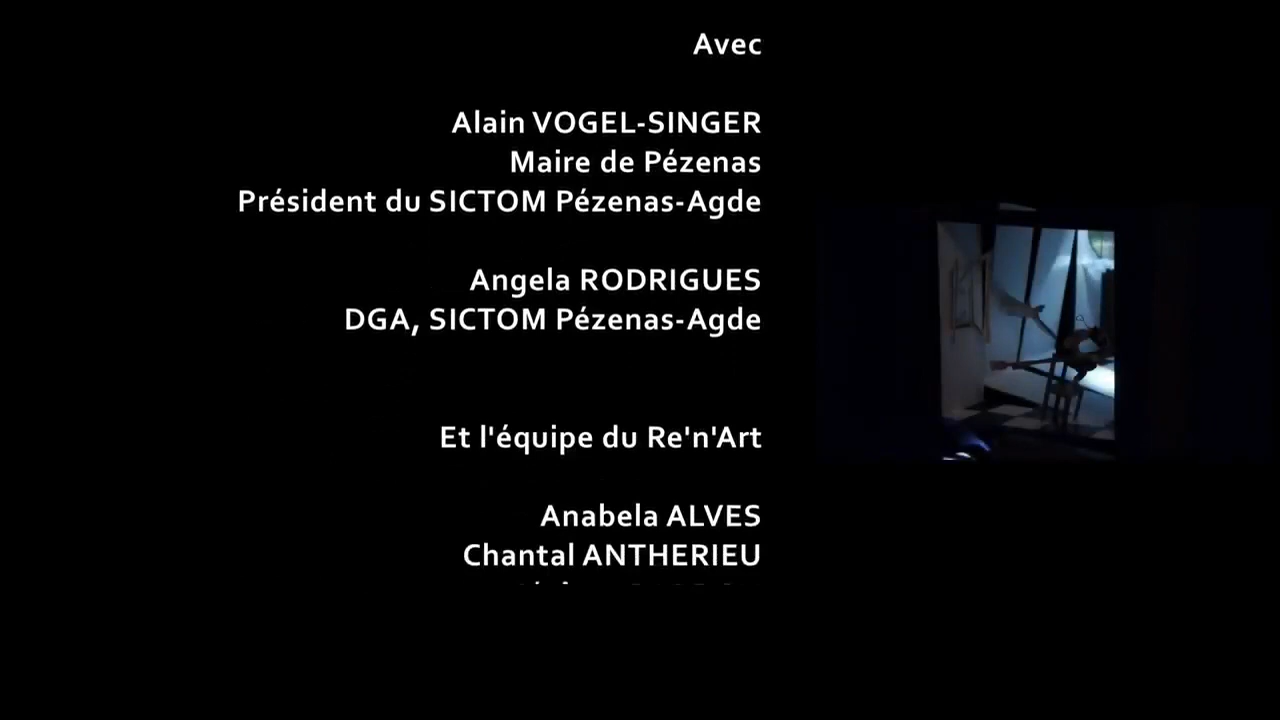 Avec
Alain VOGEL-SINGER
Maire de Pézenas
Président du SICTOM Pézenas-Agde
Angela RODRIGUES
DGA, SICTOM Pézenas-Agde
Et l'équipe du Re'n'Art
Anabela ALVES
Chantal ANTHERIEU